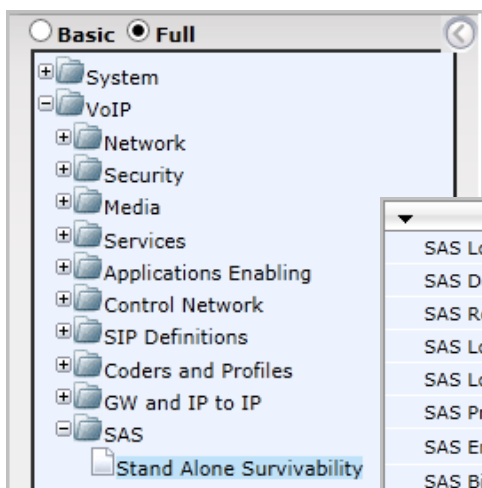 Basic Full
System
VoIP
Network
Security
Media
Services
Applications Enabling
Control Network
SIP Definitions
Coders and Profiles
GW and IP to IP
SAS
Stand Alone Survivability
SAS
SAS
SAS
SAS
SAS
SAS
SAS
SAS